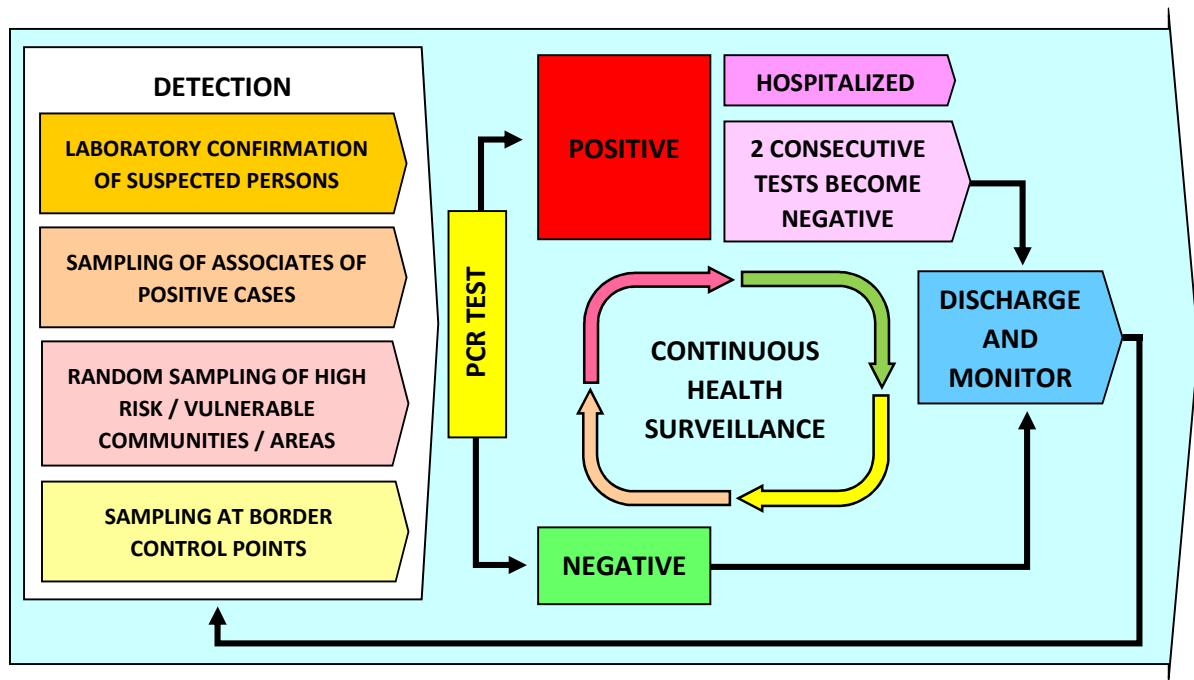 DETECTION
LABORATORY CONFIRMATION
OF SUSPECTED PERSONS
SAMPLING OF ASSOCIATES OF
POSITIVE CASES
RANDOM SAMPLING OF HIGH
RISK / VULNERABLE
COMMUNITIES / AREAS
SAMPLING AT BORDER
CONTROL POINTS
PCR TEST
POSITIVE
HOSPITALIZED
2 CONSECUTIVE
TESTS BECOME
NEGATIVE
CONTINUOUS
HEALTH
SURVEILLANCE
DISCHARGE
AND
MONITOR
NEGATIVE